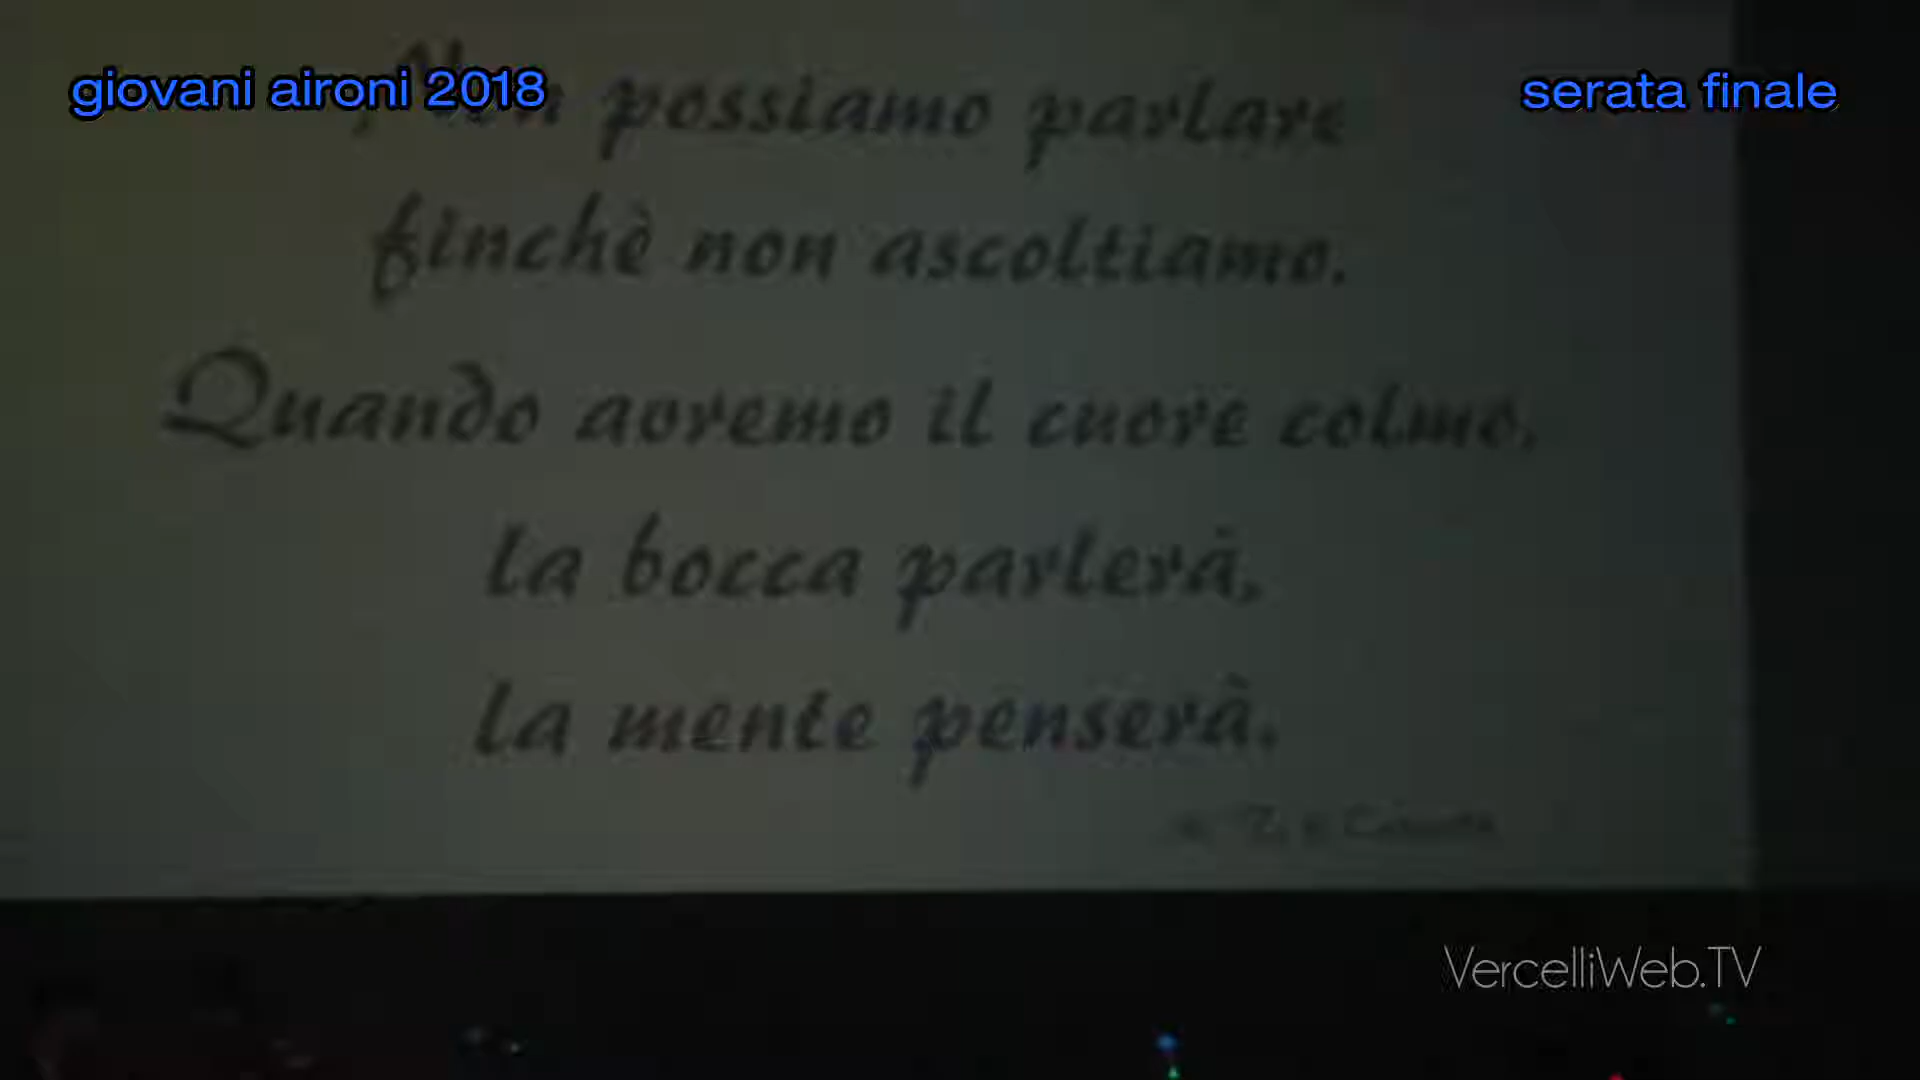 giovani aironi 2018
serata finale
possiamo parlare
finchè non ascoltiamo.
Quando avremo il cuore colmo,
la bocca parlerà,
la mente penserà.
VercelliWeb.TV